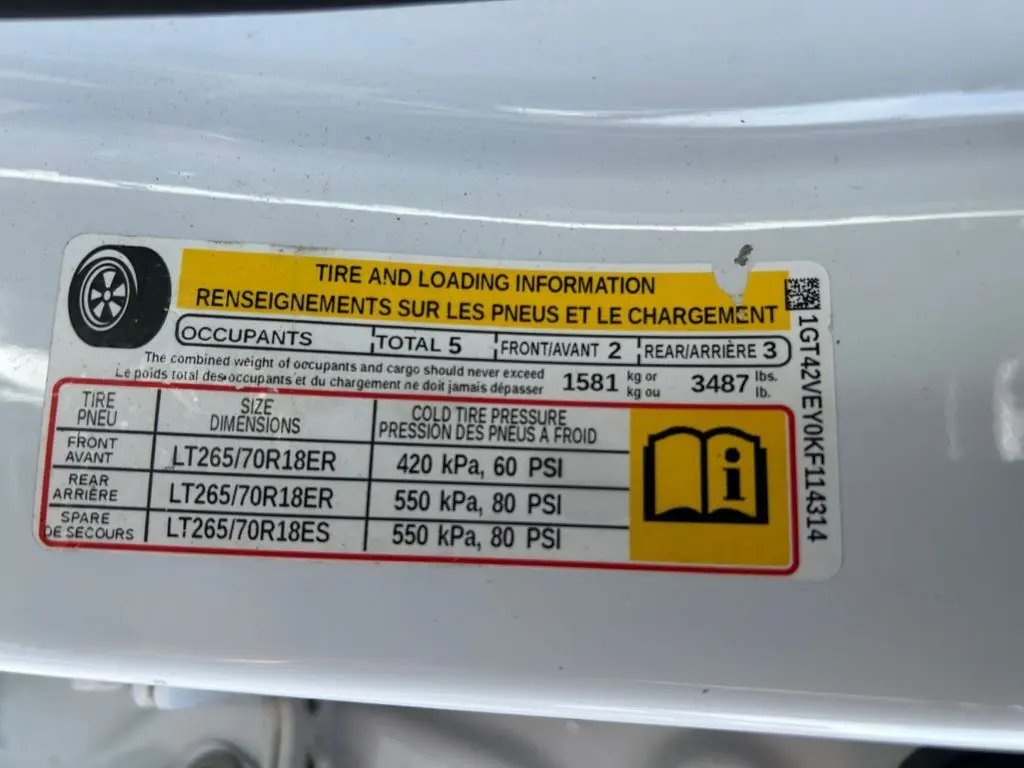 TIRE AND LOADING INFORMATION
RENSEIGNEMENTS SUR LES PNEUS ET LE CHARGEMENT
OCCUPANTS TOTAL 5 FRONT/AVANT 2 REAR/ARRIÈRE 3
The combined weight of occupants and cargo should never exceed 1581 kg or 3487 lbs.
Le poids total des occupants et du chargement ne doit jamais dépasser kg ou lb.
TIRE SIZE COLD TIRE PRESSURE
PNEU DIMENSIONS PRESSION DES PNEUS A FROID
FRONT
AVANT LT265/70R18ER 420 kPa, 60 PSI
REAR
ARRIÈRE LT265/70R18ER 550 kPa, 80 PSI
SPARE
DE SECOURS LT265/70R18ES 550 kPa, 80 PSI
i
1GT42VEY0KF114314